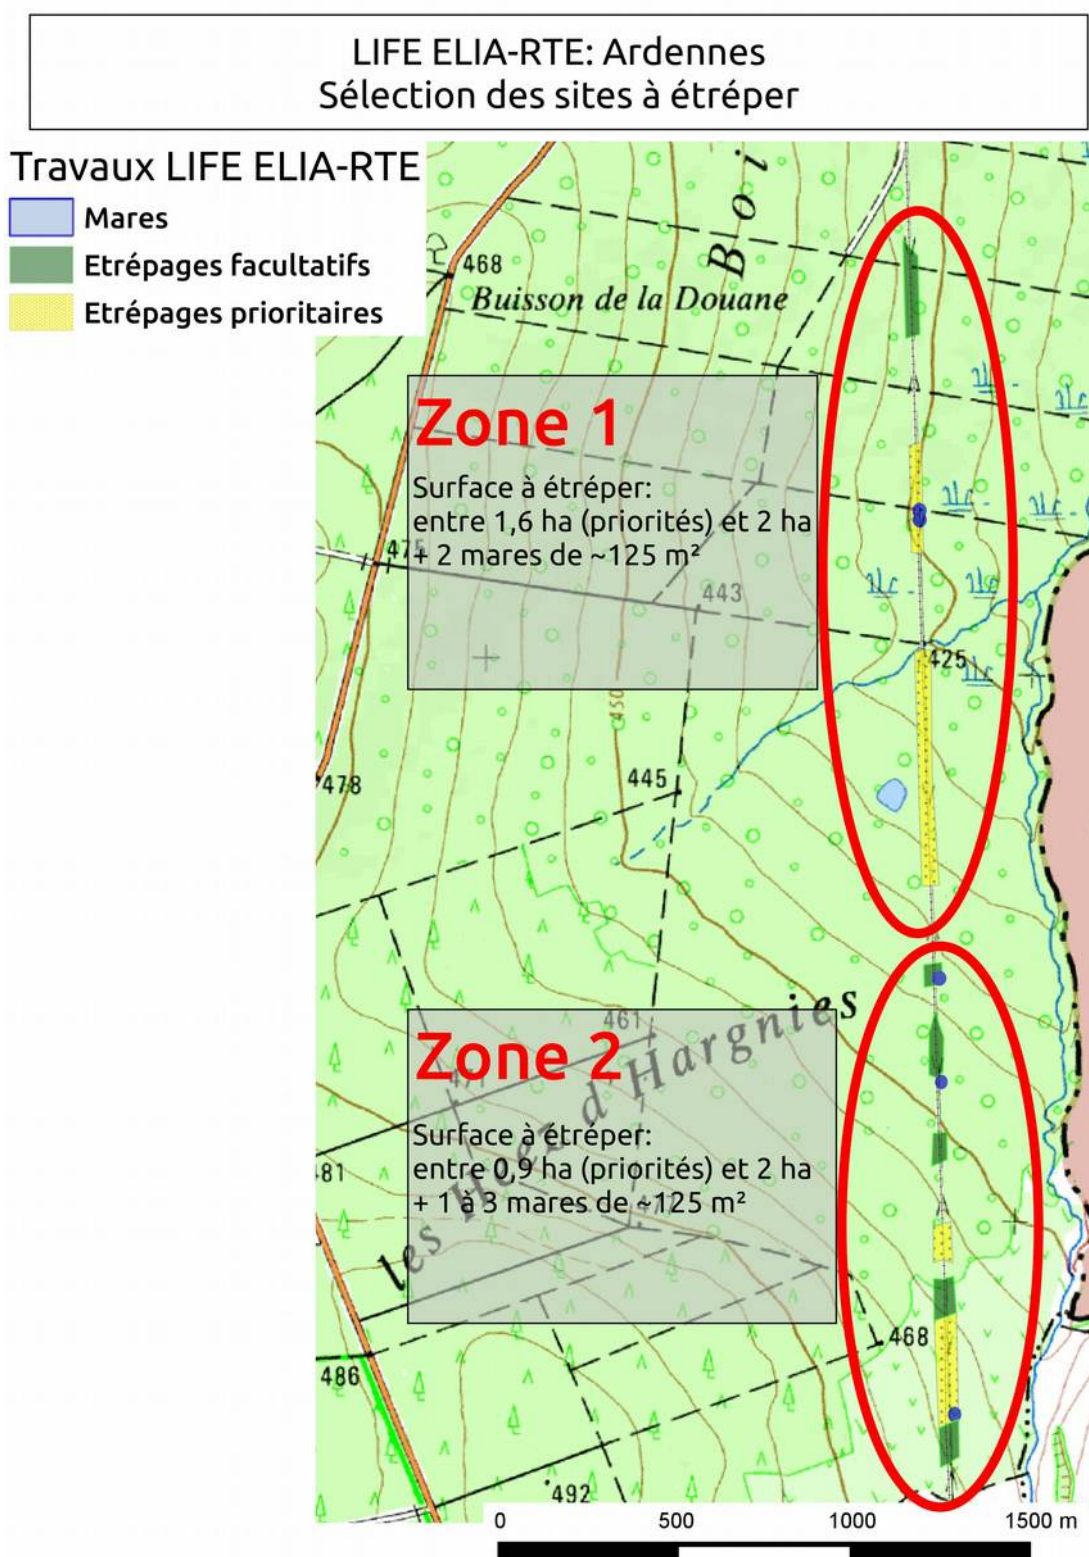 LIFE ELIA-RTE: Ardennes
Sélection des sites à étréper
Travaux LIFE ELIA-RTE
Mares
Etrépages facultatifs
Etrépages prioritaires
Boi
468
Buisson de la Douane
Zone 1
Surface à étréper:
entre 1,6 ha (priorités) et 2 ha
+ 2 mares de ~125 m²
475
443
425
450
478
445
461
471
les Heez d'Hargnies
Zone 2
Surface à étréper:
entre 0,9 ha (priorités) et 2 ha
+ 1 à 3 mares de ~125 m²
481
468
486
492
0 500 1000 1500 m